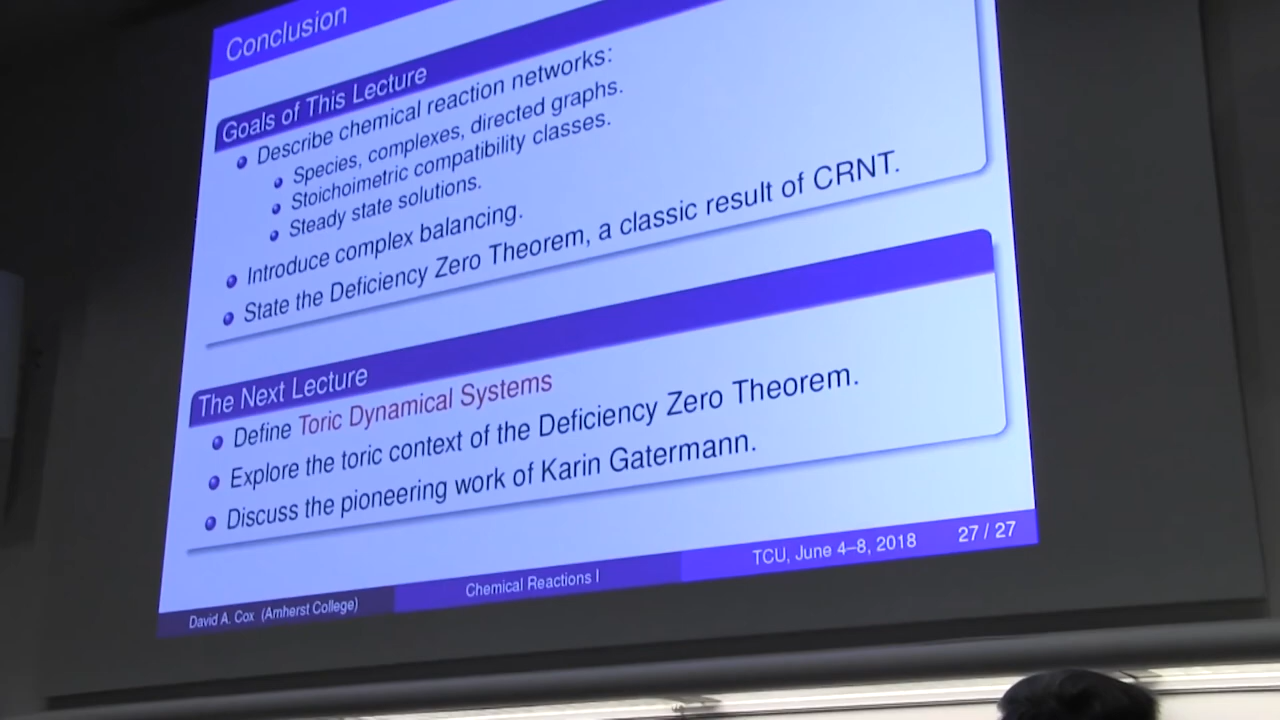 Conclusion
Goals of This Lecture
Describe chemical reaction networks:
Species, complexes, directed graphs.
Stoichoimetric compatibility classes.
Steady state solutions.
Introduce complex balancing.
State the Deficiency Zero Theorem, a classic result of CRNT.
The Next Lecture
Define Toric Dynamical Systems
Explore the toric context of the Deficiency Zero Theorem.
Discuss the pioneering work of Karin Gatermann.
David A. Cox (Amherst College) Chemical Reactions I TCU, June 4–8, 2018 27 / 27